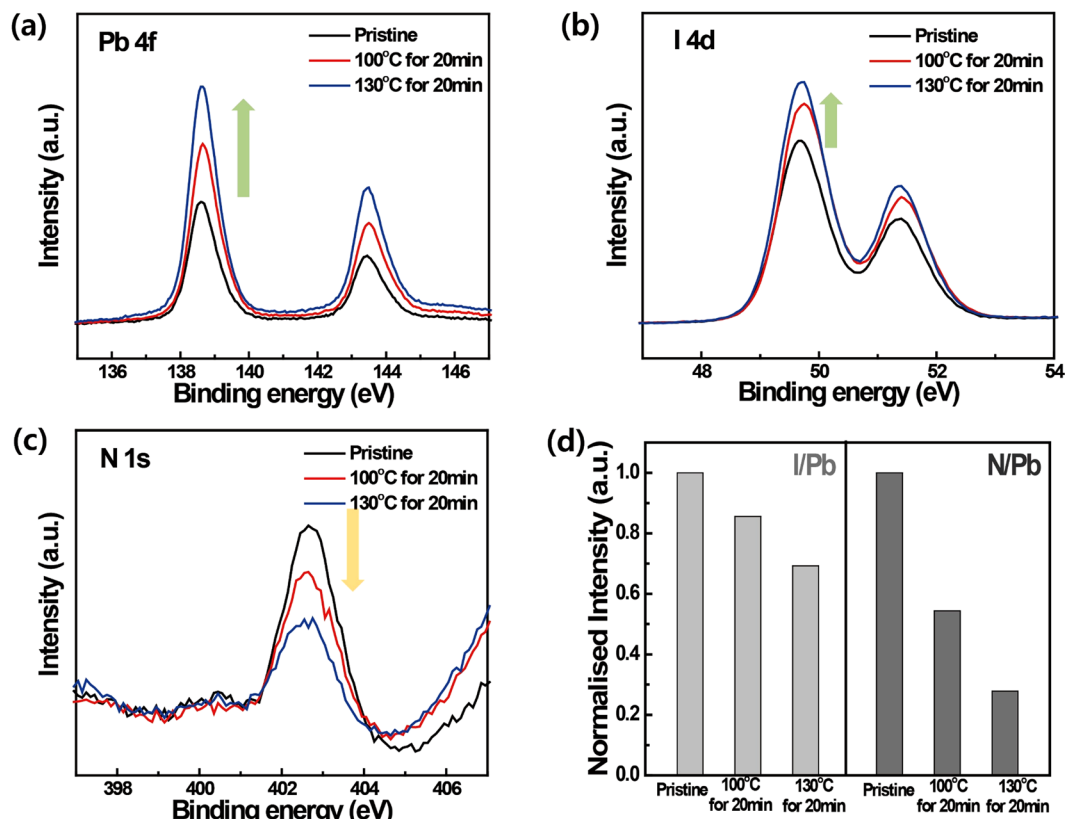 (a)
Pb 4f
Pristine
100°C for 20min
130°C for 20min
Intensity (a.u.)
136 138 140 142 144 146
Binding energy (eV)
(b)
I 4d
Pristine
100°C for 20min
130°C for 20min
Intensity (a.u.)
48 50 52 54
Binding energy (eV)
(c)
N 1s
Pristine
100°C for 20min
130°C for 20min
Intensity (a.u.)
398 400 402 404 406
Binding energy (eV)
(d)
I/Pb
N/Pb
Normalised Intensity (a.u.)
1.0
0.8
0.6
0.4
0.2
0.0
Pristine 100°C 130°C Pristine 100°C 130°C
for 20min for 20min for 20min for 20min